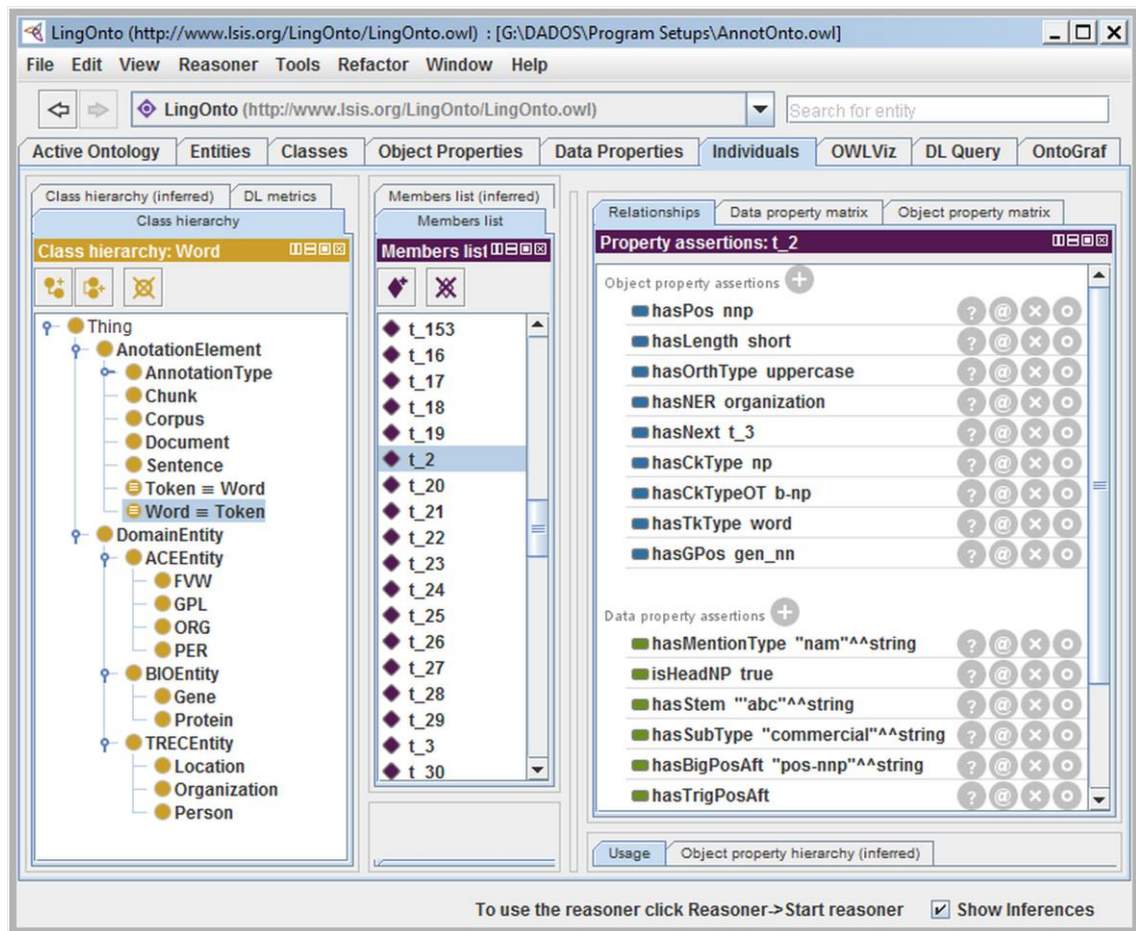 LingOnto (http://www.lsis.org/LingOnto/LingOnto.owl) : [G:\DADOS\Program Setups\AnnotOnto.owl]
File Edit View Reasoner Tools Refactor Window Help
LingOnto (http://www.lsis.org/LingOnto/LingOnto.owl)
Search for entity
Active Ontology Entities Classes Object Properties Data Properties Individuals OWLViz DL Query OntoGraf
Class hierarchy (inferred) DL metrics
Class hierarchy
Class hierarchy: Word
Thing
AnotationElement
AnnotationType
Chunk
Corpus
Document
Sentence
Token ≡ Word
Word ≡ Token
DomainEntity
ACEEntity
FVW
GPL
ORG
PER
BIOEntity
Gene
Protein
TRECEntity
Location
Organization
Person
Members list (inferred)
Members list
Members list
t_153
t_16
t_17
t_18
t_19
t_2
t_20
t_21
t_22
t_23
t_24
t_25
t_26
t_27
t_28
t_29
t_3
t_30
Relationships Data property matrix Object property matrix
Property assertions: t_2
Object property assertions
hasPos nnp
hasLength short
hasOrthType uppercase
hasNER organization
hasNext t_3
hasCkType np
hasCkTypeOT b-np
hasTkType word
hasGPos gen_nn
Data property assertions
hasMentionType "nam"^^string
isHeadNP true
hasStem "'abc"^^string
hasSubType "commercial"^^string
hasBigPosAft "pos-nnp"^^string
hasTrigPosAft
Usage Object property hierarchy (inferred)
To use the reasoner click Reasoner->Start reasoner Show Inferences